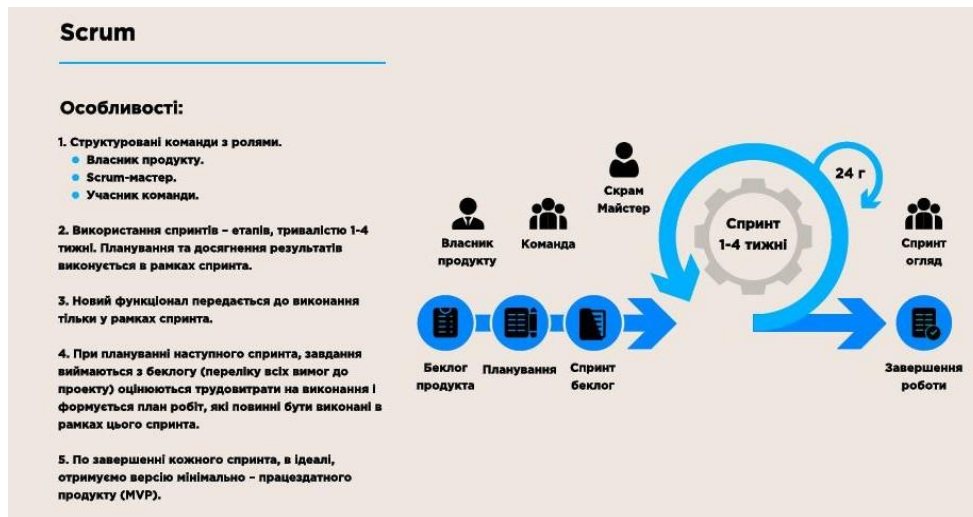 Scrum
Особливості:
1. Структуровані команди з ролями.
Власник продукту.
Scrum-мастер.
Учасник команди.
2. Використання спринтів – етапів, тривалістю 1-4
тижні. Планування та досягнення результатів
виконується в рамках спринта.
3. Новий функціонал передається до виконання
тільки у рамках спринта.
4. При плануванні наступного спринта, завдання
виймаються з беклогу (переліку всіх вимог до
проекту) оцінюються трудовитрати на виконання і
формується план робіт, які повинні бути виконані в
рамках цього спринта.
5. По завершенні кожного спринта, в ідеалі,
отримуємо версію мінімально – працездатного
продукту (MVP).
Власник
продукту
Команда
Скрам
Майстер
Спринт
1-4 тижні
24 г
Спринт
огляд
Беклог
продукта
Планування
Спринт
беклог
Завершення
роботи